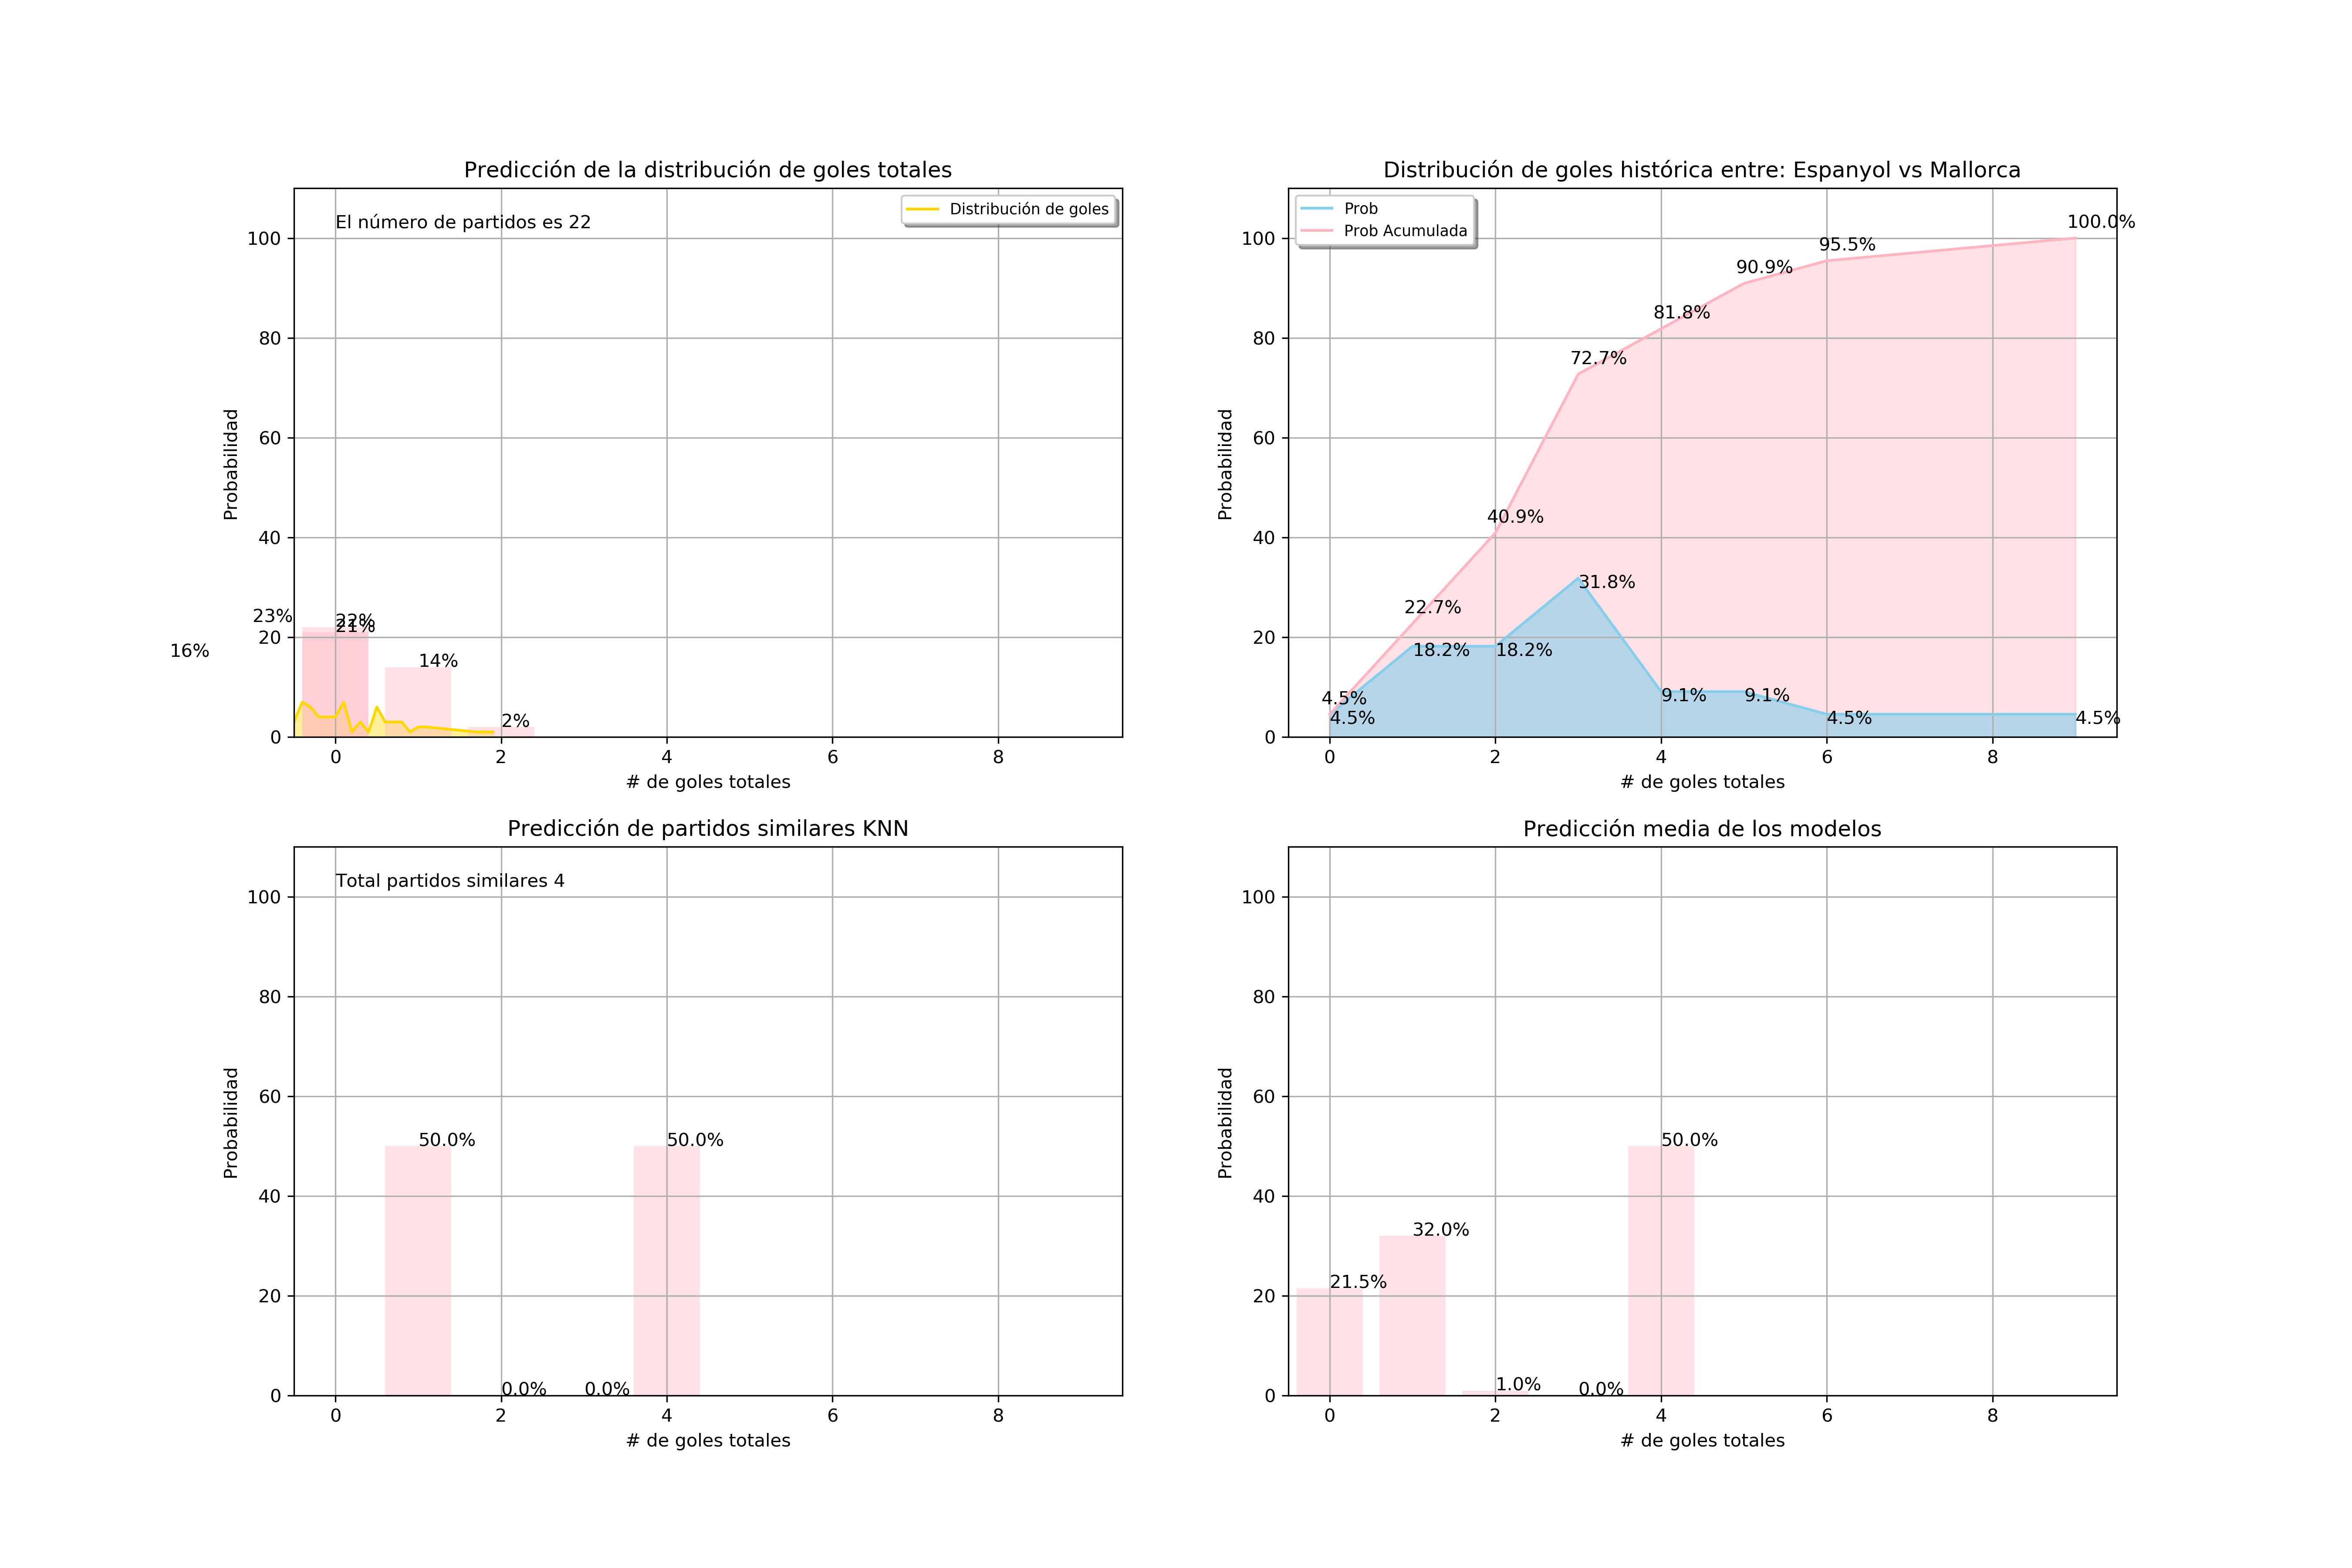 Predicción de la distribución de goles totales
El número de partidos es 22
Distribución de goles
Probabilidad
100
80
60
40
20
0
16%
23%
22%
21%
14%
2%
0 2 4 6 8
# de goles totales
Distribución de goles histórica entre: Espanyol vs Mallorca
Prob
Prob Acumulada
Probabilidad
100
80
60
40
20
0
4.5%
22.7%
40.9%
72.7%
81.8%
90.9%
95.5%
100.0%
4.5%
18.2%
18.2%
31.8%
9.1%
9.1%
4.5%
4.5%
0 2 4 6 8
# de goles totales
Predicción de partidos similares KNN
Total partidos similares 4
Probabilidad
100
80
60
40
20
0
50.0%
0.0%
0.0%
50.0%
0 2 4 6 8
# de goles totales
Predicción media de los modelos
Probabilidad
100
80
60
40
20
0
21.5%
32.0%
1.0%
0.0%
50.0%
0 2 4 6 8
# de goles totales